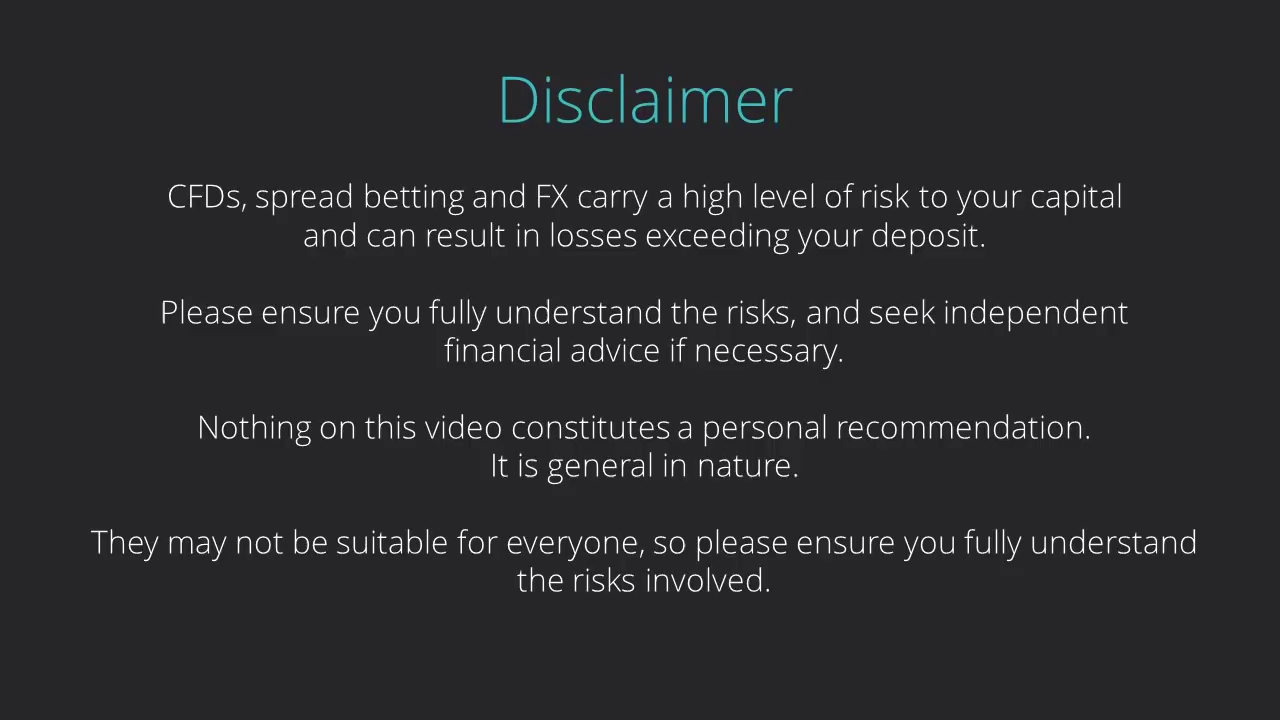 Disclaimer
CFDs, spread betting and FX carry a high level of risk to your capital
and can result in losses exceeding your deposit.
Please ensure you fully understand the risks, and seek independent
financial advice if necessary.
Nothing on this video constitutes a personal recommendation.
It is general in nature.
They may not be suitable for everyone, so please ensure you fully understand
the risks involved.